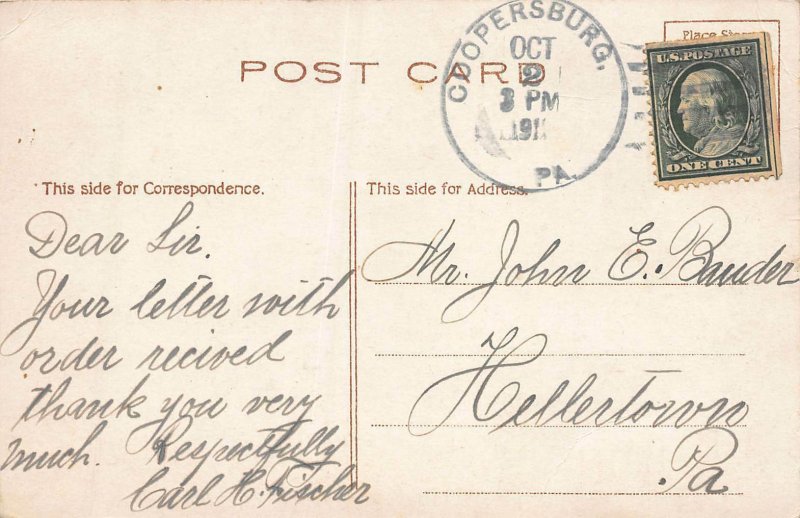 POST CARD
COOPERSBURG,
OCT
2
3 PM
191
PA.
Place
U.S. POSTAGE
ONE CENT
This side for Correspondence.
This side for Address.
Dear Sir.
Your letter with
order recived
thank you very
much. Respectfully
Carl H. Fischer
Mr. John E. Bauder
Hellertown
Pa